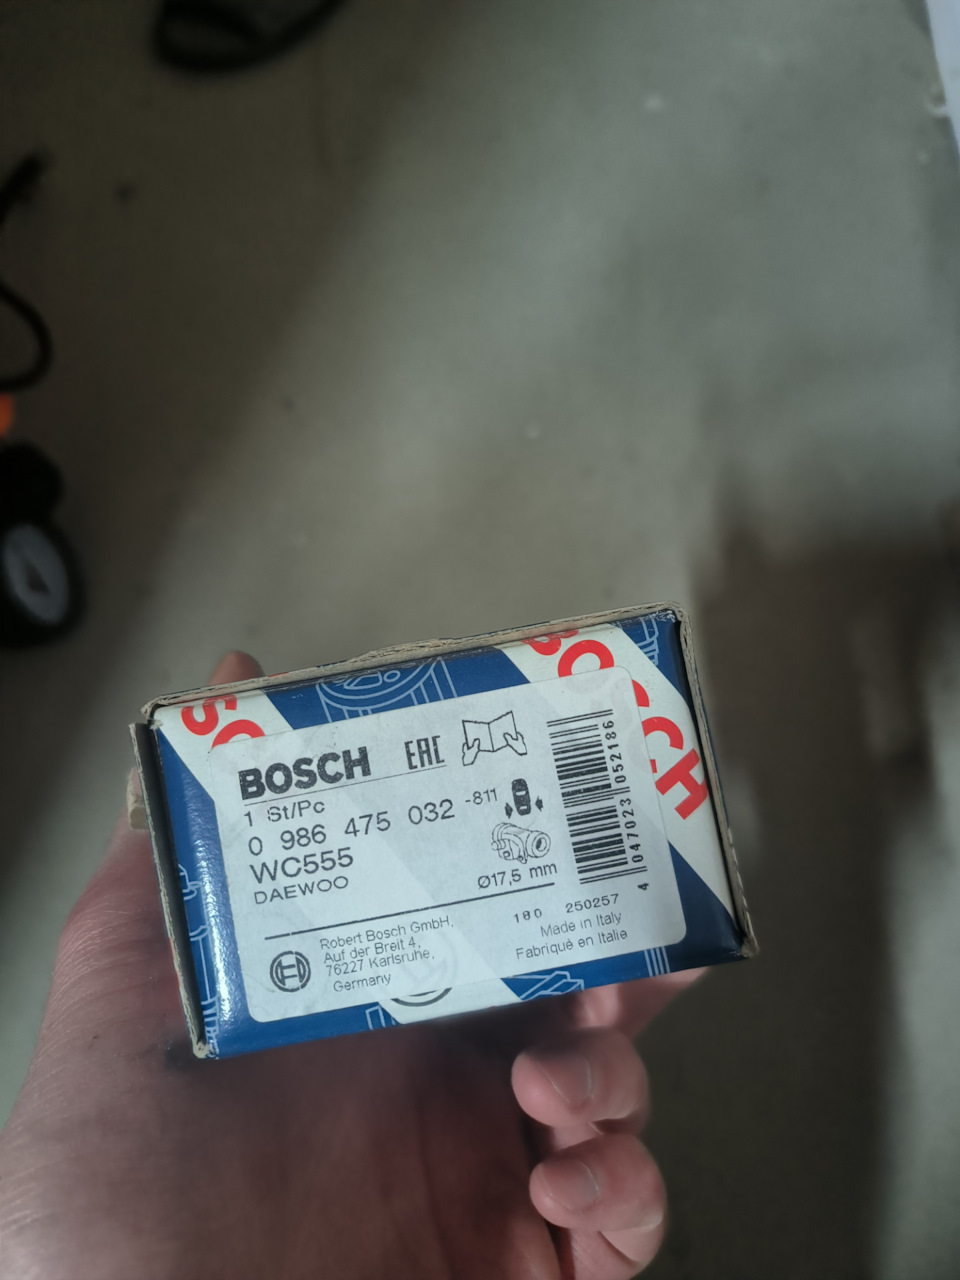 BOSCH
BOSCH EAC
1 St/Pc
0 986 475 032 -811
WC555
DAEWOO
Ø17,5 mm
4 047023 052186
Robert Bosch GmbH,
Auf der Breit 4,
76227 Karlsruhe,
Germany
180 250257
Made in Italy
Fabriqué en Italie